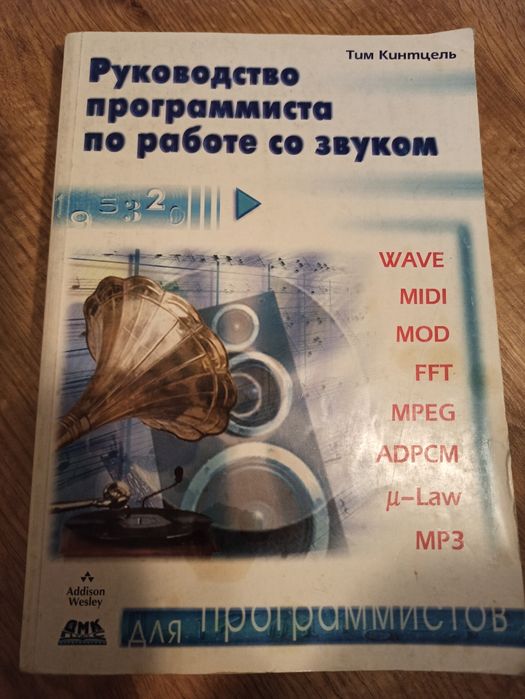 Тим Кинтцель
Руководство
программиста
по работе со звуком
195320
WAVE
MIDI
MOD
FFT
MPEG
ADPCM
µ-Law
MP3
Addison
Wesley
ДМК
для программистов